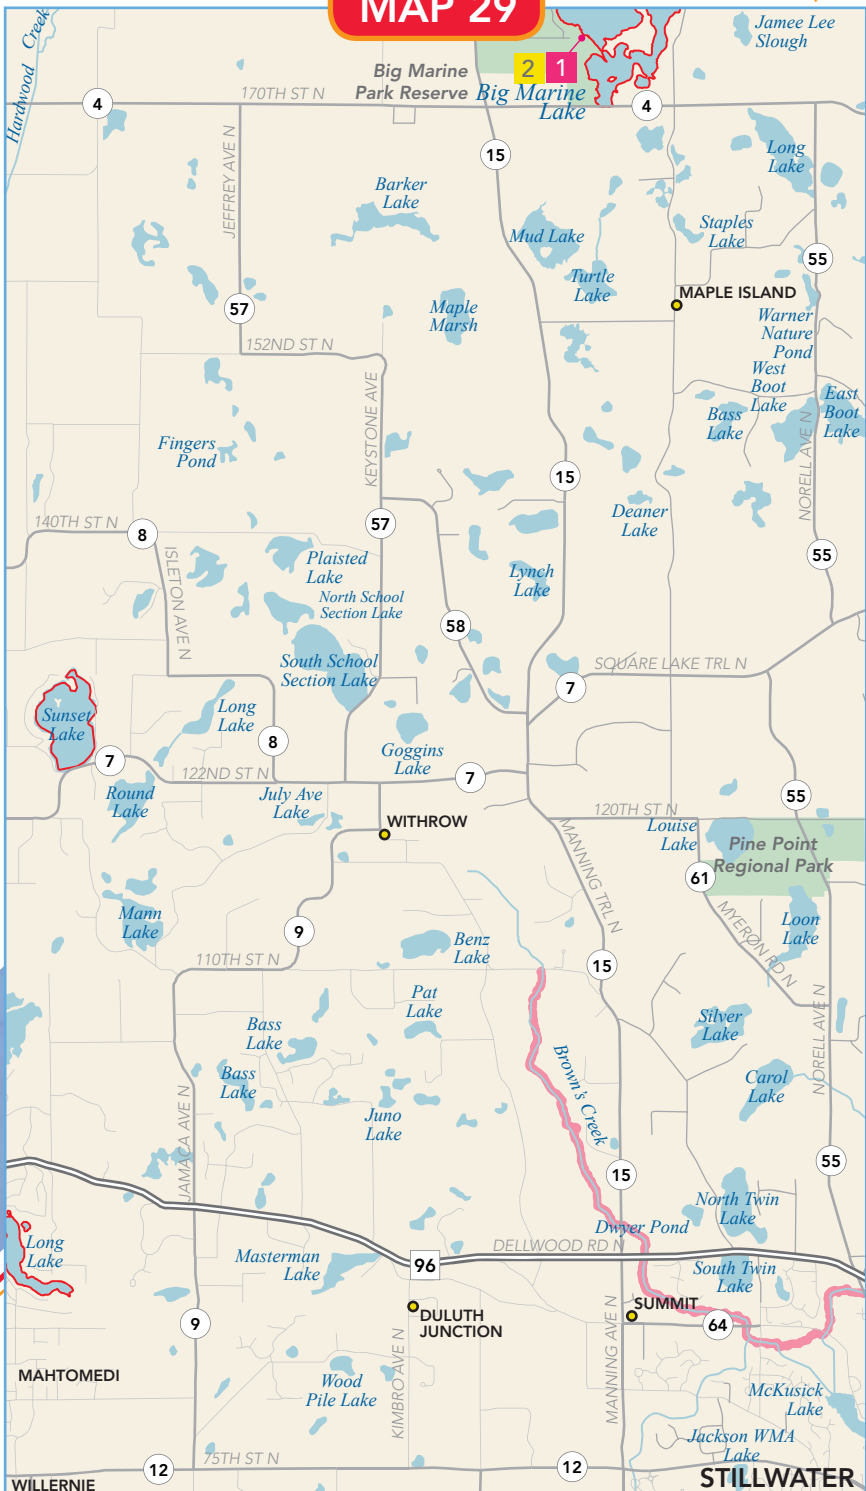 MAP 29
Hardwood Creek
Jamee Lee
Slough
Big Marine
Park Reserve
2
1
Big Marine
Lake
4
170TH ST N
4
15
Long
Lake
JEFFREY AVE N
Barker
Lake
Mud Lake
Staples
Lake
55
Turtle
Lake
MAPLE ISLAND
57
Maple
Marsh
Warner
Nature
Pond
152ND ST N
West
Boot
Lake
East
Boot
Lake
KEYSTONE AVE
Bass
Lake
NORELL AVE N
Fingers
Pond
15
140TH ST N
8
57
Deaner
Lake
55
ISLETON AVE N
Plaisted
Lake
Lynch
Lake
North School
Section Lake
58
South School
Section Lake
SQUARE LAKE TRL N
7
Sunset
Lake
Long
Lake
8
Goggins
Lake
7
122ND ST N
7
Round
Lake
July Ave
Lake
55
WITHROW
120TH ST N
Louise
Lake
Pine Point
Regional Park
MANNING TRL N
61
MYERON RD N
Mann
Lake
Loon
Lake
9
Benz
Lake
110TH ST N
15
Pat
Lake
Silver
Lake
NORELL AVE N
Bass
Lake
Bass
Lake
Brown's Creek
Carol
Lake
JAMACA AVE N
Juno
Lake
15
55
North Twin
Lake
Dwyer Pond
Long
Lake
DELLWOOD RD N
Masterman
Lake
96
South Twin
Lake
DULUTH
JUNCTION
SUMMIT
9
64
KIMBRO AVE N
MANNING AVE N
MAHTOMEDI
Wood
Pile Lake
McKusick
Lake
Jackson WMA
Lake
75TH ST N
12
12
STILLWATER
WILLERNIE